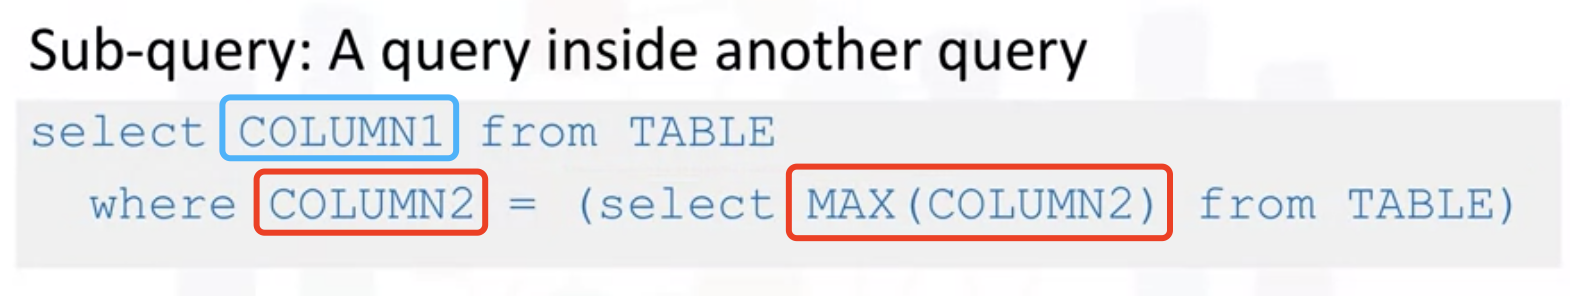 Sub-query: A query inside another query
select COLUMN1 from TABLE
where COLUMN2 = (select MAX(COLUMN2) from TABLE)